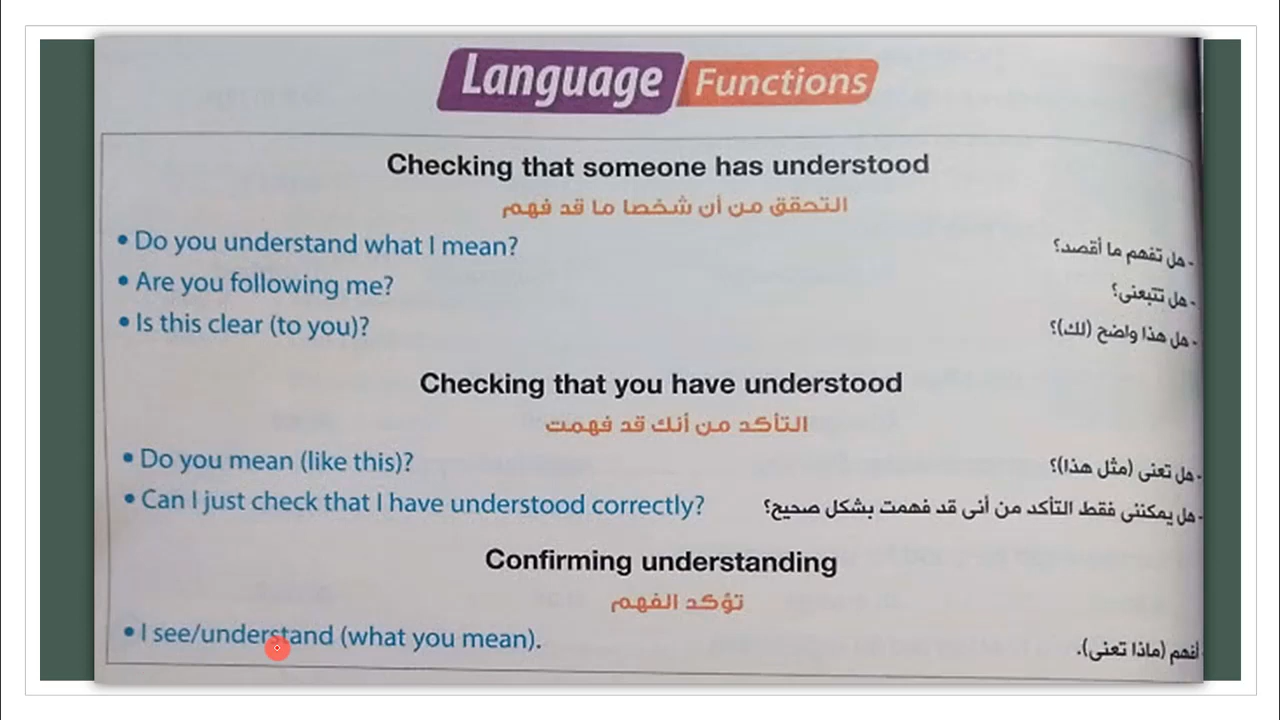 Language Functions
Checking that someone has understood
التحقق من أن شخصا ما قد فهم
• Do you understand what I mean? - هل تفهم ما أقصد؟
• Are you following me? - هل تتبعنى؟
• Is this clear (to you)? - هل هذا واضح (لك)؟
Checking that you have understood
التأكد من أنك قد فهمت
• Do you mean (like this)? - هل تعنى (مثل هذا)؟
• Can I just check that I have understood correctly? - هل يمكننى فقط التأكد من أنى قد فهمت بشكل صحيح؟
Confirming understanding
تؤكد الفهم
• I see/understand (what you mean). أفهم (ماذا تعنى).